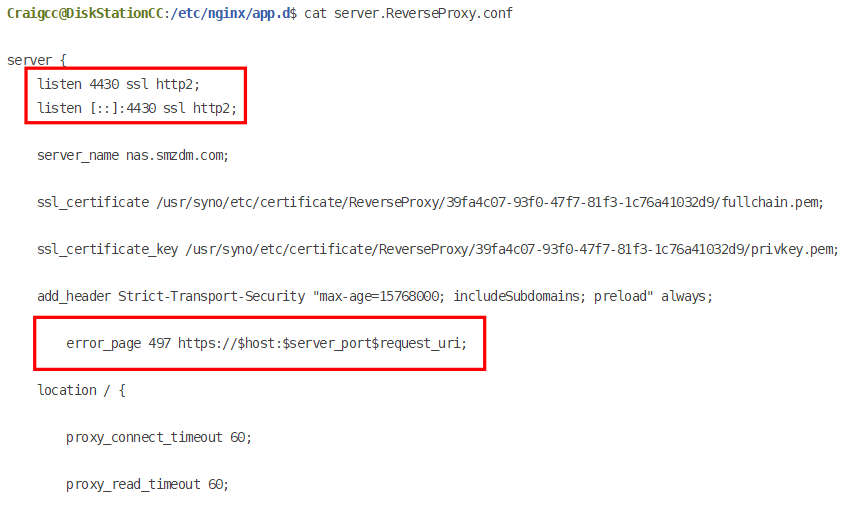 Craigcc@DiskStationCC:/etc/nginx/app.d$ cat server.ReverseProxy.conf
server {
listen 4430 ssl http2;
listen [::]:4430 ssl http2;
server_name nas.smzdm.com;
ssl_certificate /usr/syno/etc/certificate/ReverseProxy/39fa4c07-93f0-47f7-81f3-1c76a41032d9/fullchain.pem;
ssl_certificate_key /usr/syno/etc/certificate/ReverseProxy/39fa4c07-93f0-47f7-81f3-1c76a41032d9/privkey.pem;
add_header Strict-Transport-Security "max-age=15768000; includeSubdomains; preload" always;
error_page 497 https://$host:$server_port$request_uri;
location / {
proxy_connect_timeout 60;
proxy_read_timeout 60;